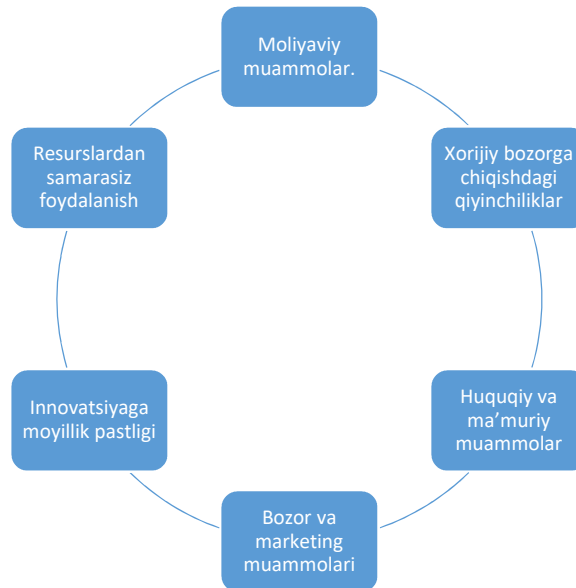 Moliyaviy
muammolar.
Xorijiy bozorga
chiqishdagi
qiyinchiliklar
Huquqiy va
ma’muriy
muammolar
Bozor va
marketing
muammolari
Innovatsiyaga
moyillik pastligi
Resurslardan
samarasiz
foydalanish